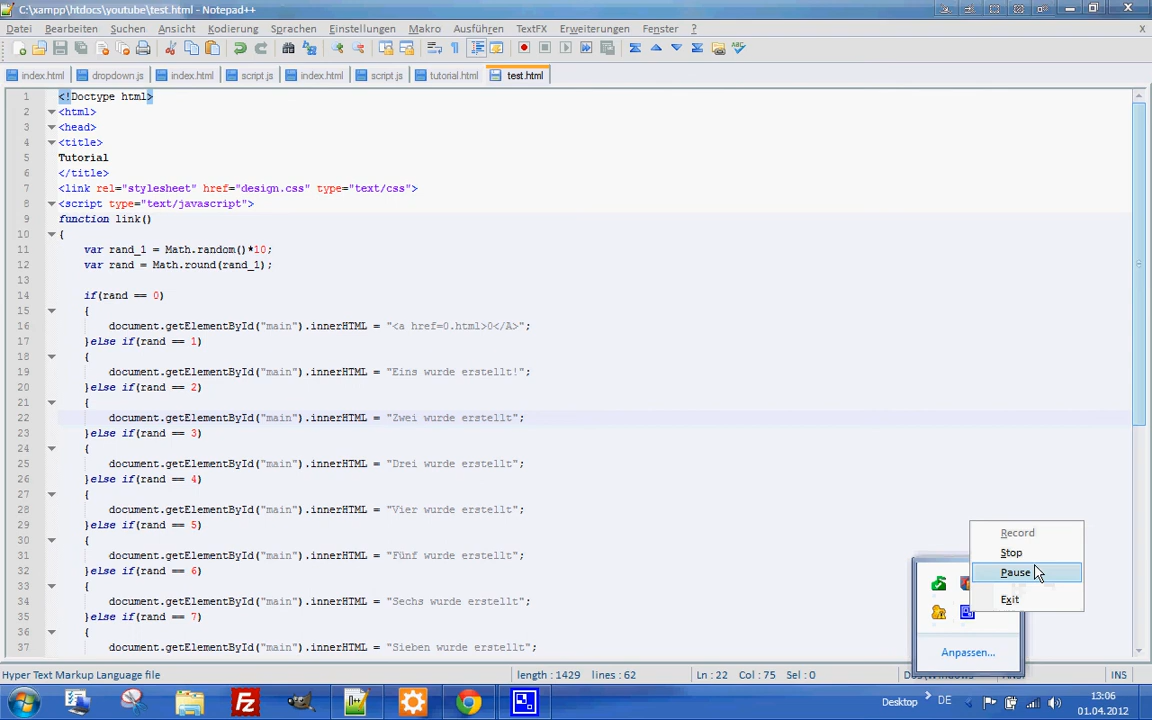 C:\xampp\htdocs\youtube\test.html - Notepad++
Datei Bearbeiten Suchen Ansicht Kodierung Sprachen Einstellungen Makro Ausführen TextFX Erweiterungen Fenster ? X
index.html dropdown.js index.html script.js index.html script.js tutorial.html test.html
1 <!Doctype html>
2 <html>
3 <head>
4 <title>
5 Tutorial
6 </title>
7 <link rel="stylesheet" href="design.css" type="text/css">
8 <script type="text/javascript">
9 function link()
10 {
11 var rand_1 = Math.random()*10;
12 var rand = Math.round(rand_1);
13
14 if(rand == 0)
15 {
16 document.getElementById("main").innerHTML = "<a href=0.html>0</A>";
17 }else if(rand == 1)
18 {
19 document.getElementById("main").innerHTML = "Eins wurde erstellt!";
20 }else if(rand == 2)
21 {
22 document.getElementById("main").innerHTML = "Zwei wurde erstellt";
23 }else if(rand == 3)
24 {
25 document.getElementById("main").innerHTML = "Drei wurde erstellt";
26 }else if(rand == 4)
27 {
28 document.getElementById("main").innerHTML = "Vier wurde erstellt";
29 }else if(rand == 5)
30 {
31 document.getElementById("main").innerHTML = "Fünf wurde erstellt";
32 }else if(rand == 6)
33 {
34 document.getElementById("main").innerHTML = "Sechs wurde erstellt";
35 }else if(rand == 7)
36 {
37 document.getElementById("main").innerHTML = "Sieben wurde erstellt";
Record
Stop
Pause
Exit
Anpassen...
Hyper Text Markup Language file length : 1429 lines : 62 Ln : 22 Col : 75 Sel : 0 INS
Desktop DE 13:06
01.04.2012